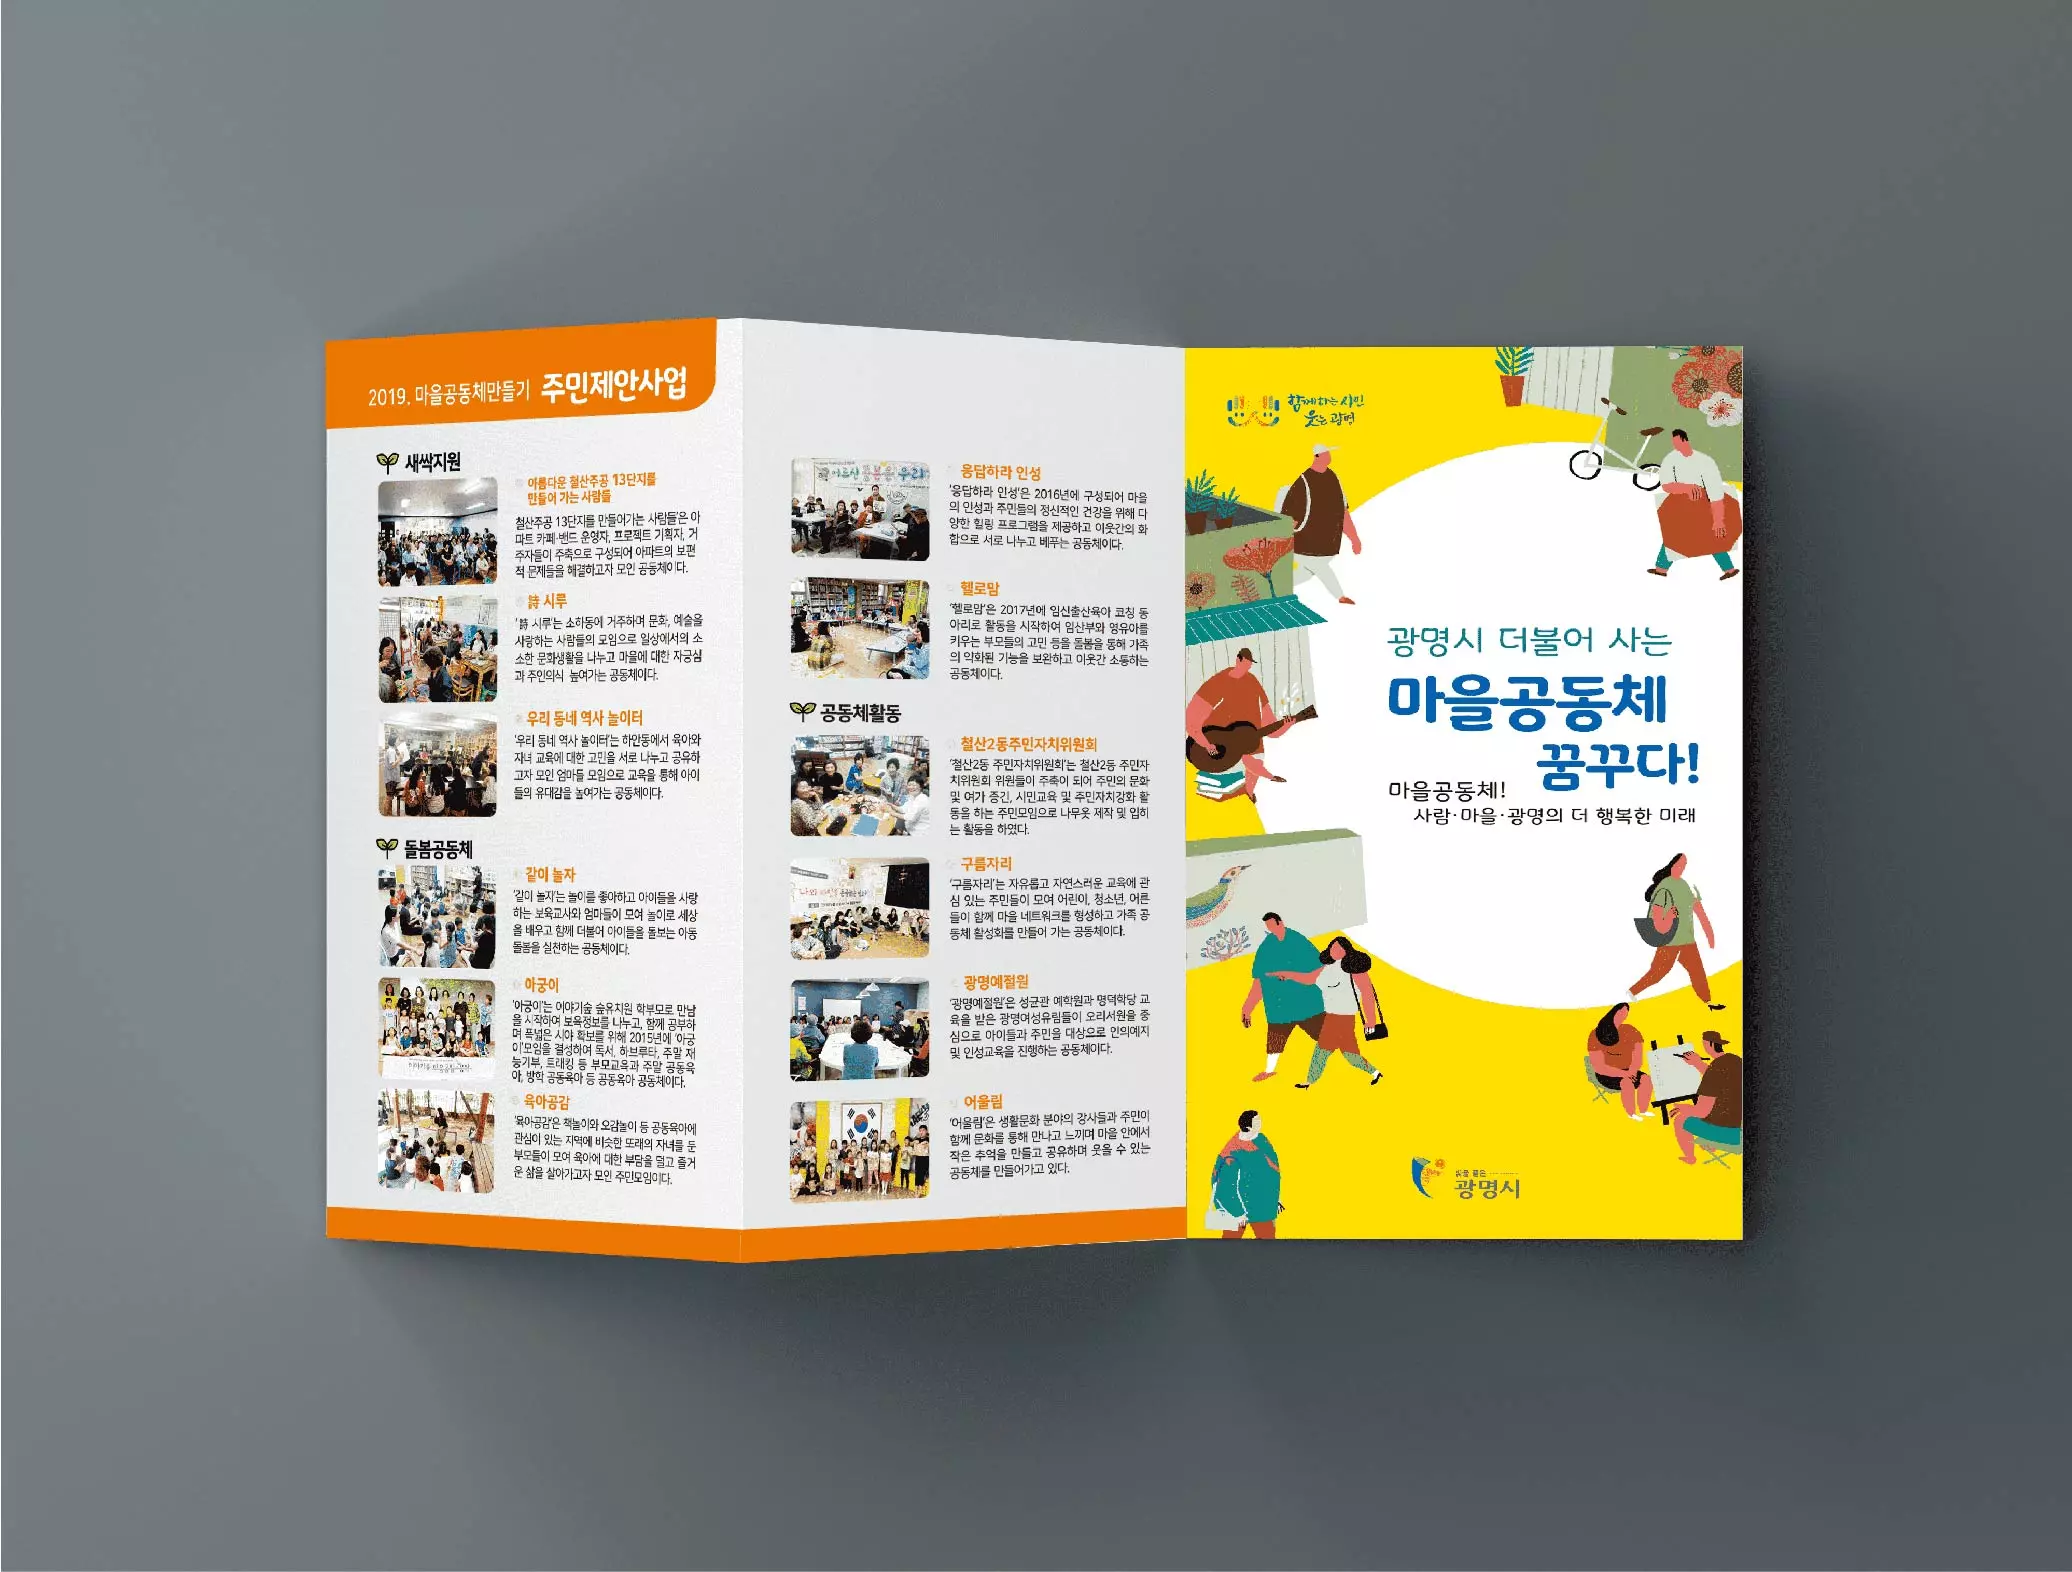 2019. 마을공동체만들기 주민제안사업
새싹지원
아름다운 철산주공 13단지를
만들어 가는 사람들
철산주공 13단지를 만들어가는 사람들'은 아
파트 카페·밴드 운영자, 프로젝트 기획자, 거
주자들이 주축으로 구성되어 아파트의 보편
적 문제들을 해결하고자 모인 공동체이다.
詩 시루
'詩 시루'는 소하동에 거주하며 문화, 예술을
사랑하는 사람들의 모임으로 일상에서의 소
소한 문화생활을 나누고 마을에 대한 자긍심
과 주인의식 높여가는 공동체이다.
우리 동네 역사 놀이터
'우리 동네 역사 놀이터'는 하안동에서 육아와
자녀 교육에 대한 고민을 서로 나누고 공유하
고자 모인 엄마들 모임으로 교육을 통해 아이
들의 유대감을 높여가는 공동체이다.
돌봄공동체
같이 놀자
'같이 놀자'는 놀이를 좋아하고 아이들을 사랑
하는 보육교사와 엄마들이 모여 놀이로 세상
을 배우고 함께 더불어 아이들을 돌보는 아동
돌봄을 실천하는 공동체이다.
아궁이
'아궁이'는 이야기숲 숲유치원 학부모로 만남
을 시작하여 보육정보를 나누고, 함께 공부하
며 폭넓은 시야 확보를 위해 2015년에 '아궁
이'모임을 결성하여 독서, 하브루타, 주말 재
능기부, 트래킹 등 부모교육과 주말 공동육
아, 방학 공동육아 등 공동육아 공동체이다.
육아공감
'육아공감'은 책놀이와 오감놀이 등 공동육아에
관심이 있는 지역에 비슷한 또래의 자녀를 둔
부모들이 모여 육아에 대한 부담을 덜고 즐거
운 삶을 살아가고자 모인 주민모임이다.
응답하라 인성
'응답하라 인성'은 2016년에 구성되어 마을
의 인성과 주민들의 정신적인 건강을 위해 다
양한 힐링 프로그램을 제공하고 이웃간의 화
합으로 서로 나누고 베푸는 공동체이다.
헬로맘
'헬로맘'은 2017년에 임신출산육아 코칭 동
아리로 활동을 시작하여 임산부와 영유아를
키우는 부모들의 고민 등을 돌봄을 통해 가족
의 약화된 기능을 보완하고 이웃간 소통하는
공동체이다.
공동체활동
철산2동주민자치위원회
'철산2동 주민자치위원회'는 철산2동 주민자
치위원회 위원들이 주축이 되어 주민의 문화
및 여가 증긴, 시민교육 및 주민자치강화 활
동을 하는 주민모임으로 나무옷 제작 및 입히
는 활동을 하였다.
구름자리
'구름자리'는 자유롭고 자연스러운 교육에 관
심 있는 주민들이 모여 어린이, 청소년, 어른
들이 함께 마을 네트워크를 형성하고 가족 공
동체 활성화를 만들어 가는 공동체이다.
광명예절원
'광명예절원'은 성균관 예학원과 명덕학당 교
육을 받은 광명여성유림들이 오리서원을 중
심으로 아이들과 주민을 대상으로 인의예지
및 인성교육을 진행하는 공동체이다.
어울림
'어울림'은 생활문화 분야의 강사들과 주민이
함께 문화를 통해 만나고 느끼며 마을 안에서
작은 추억을 만들고 공유하며 웃을 수 있는
공동체를 만들어가고 있다.
함께하는 시민
웃는 광명
광명시 더불어 사는
마을공동체
꿈꾸다!
마을공동체!
사람·마을·광명의 더 행복한 미래
광명시